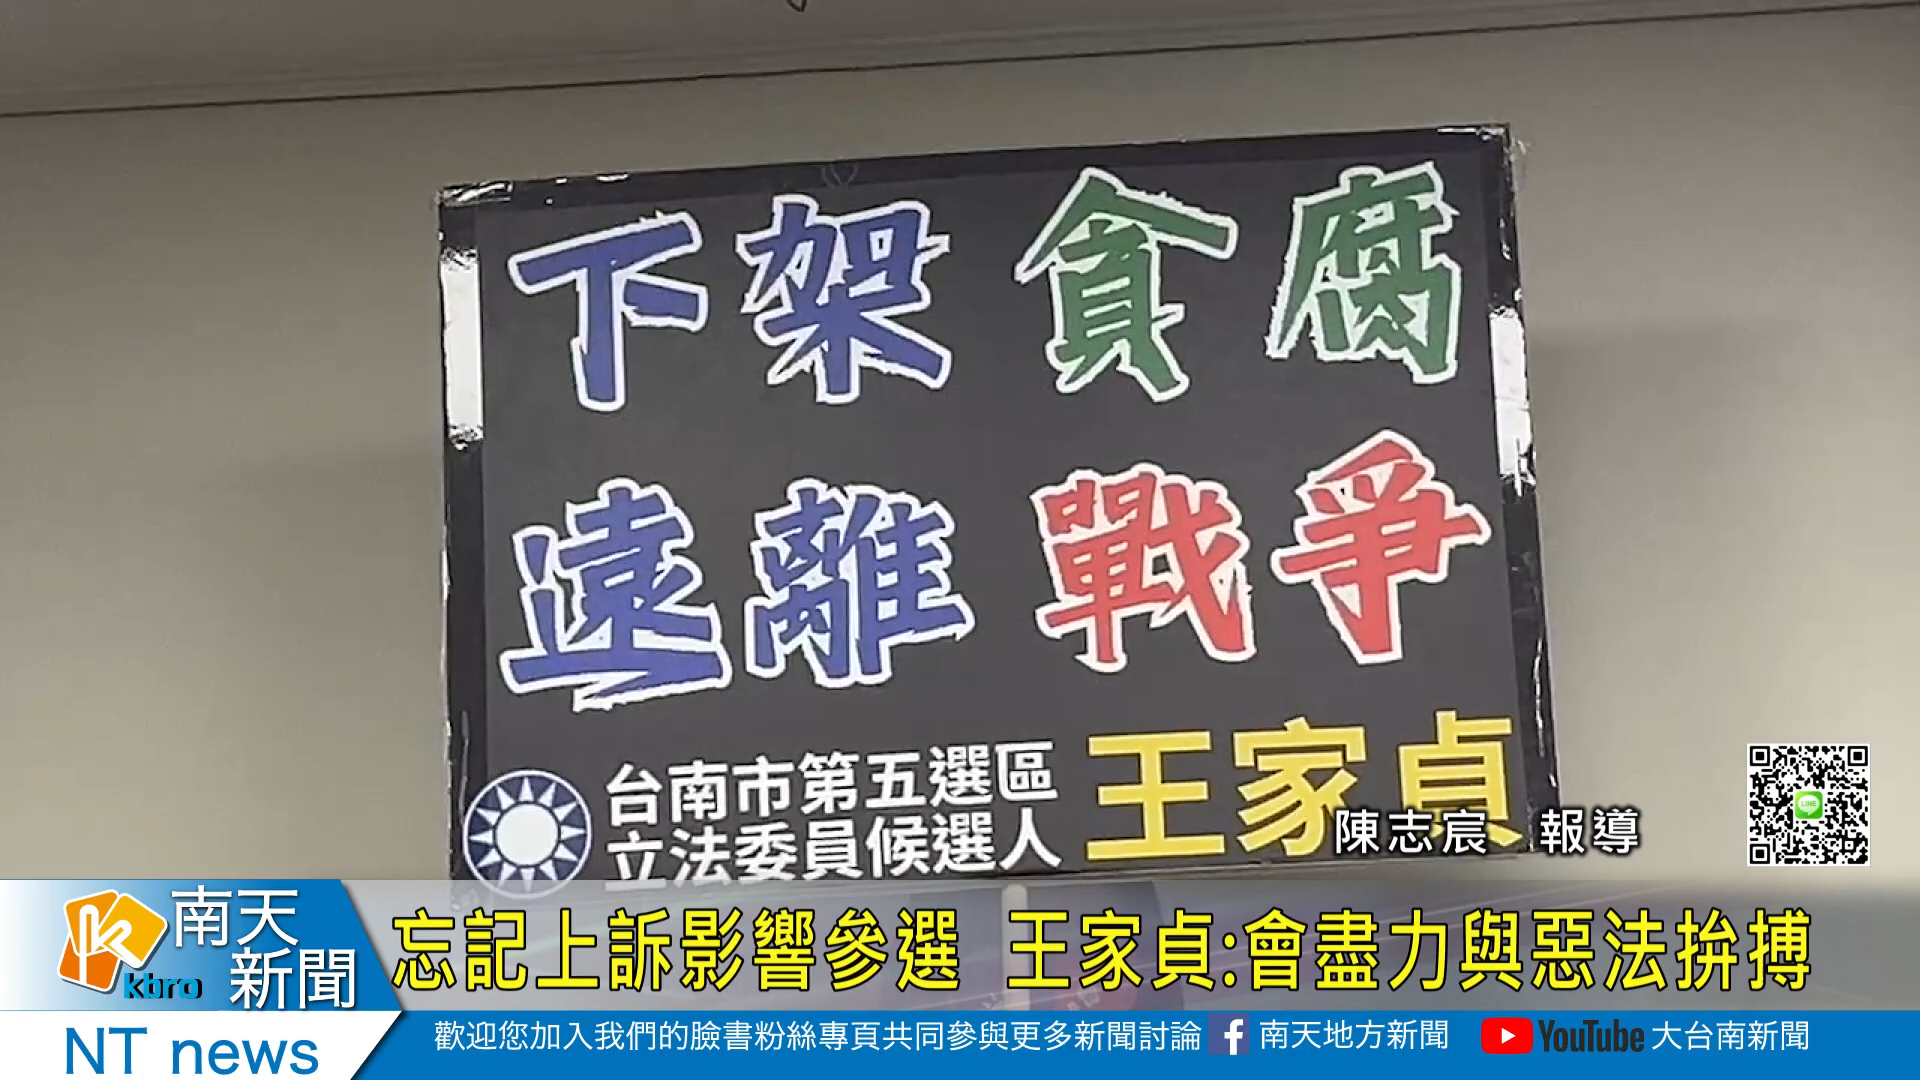 下架 貪腐
遠離 戰爭
台南市第五選區
立法委員候選人
王家貞
陳志宸 報導
LINE
南天新聞
kbro
忘記上訴影響參選 王家貞:會盡力與惡法拚搏
NT news
歡迎您加入我們的臉書粉絲專頁共同參與更多新聞討論 南天地方新聞 YouTube 大台南新聞